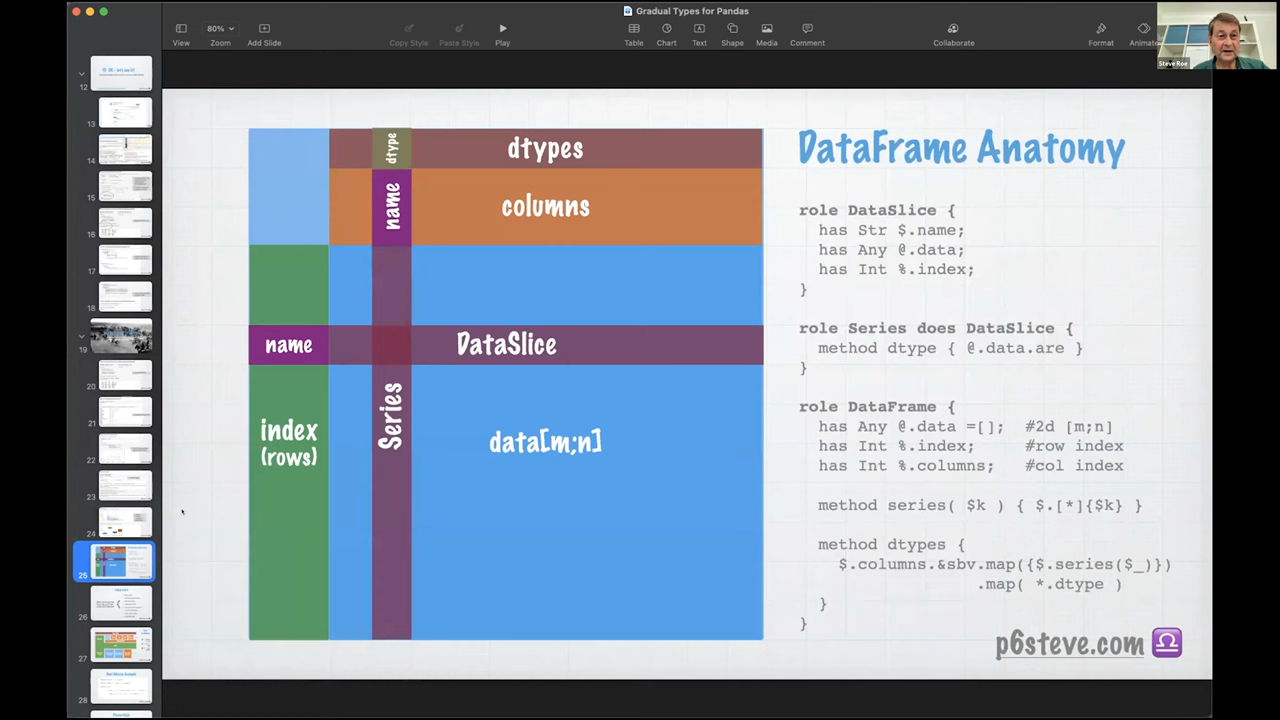 Gradual Types for Pandas
80%
View
Zoom
Add Slide
Copy Style
Paste Style
Play
Table
Chart
Text
Shape
Media
Comment
Collaborate
Format
Animate
Steve Roe
12
13
14
15
16
17
18
19
20
21
22
23
24
25
26
27
28
dtype
dtypes
name
columns
name
DataSlice
Series
index
(rows)
data[m;n]
DataFrame Anatomy
role DataSlice {
has Str $.name;
has Any @.data;
has Int %.index;
}
role Series does DataSlice {
method dtype { @.data.are }
}
role DataFrame {
has Any @.data =[]; #2d [m;n]
has Int %.index; #row index
has Int %.columns; #col index
method series( $k ) { $.[*]{$k} }
method dtypes {
$.columns.&sbv.map({$.series($_)})
.map( *.dtype )
}
}
p6steve.com